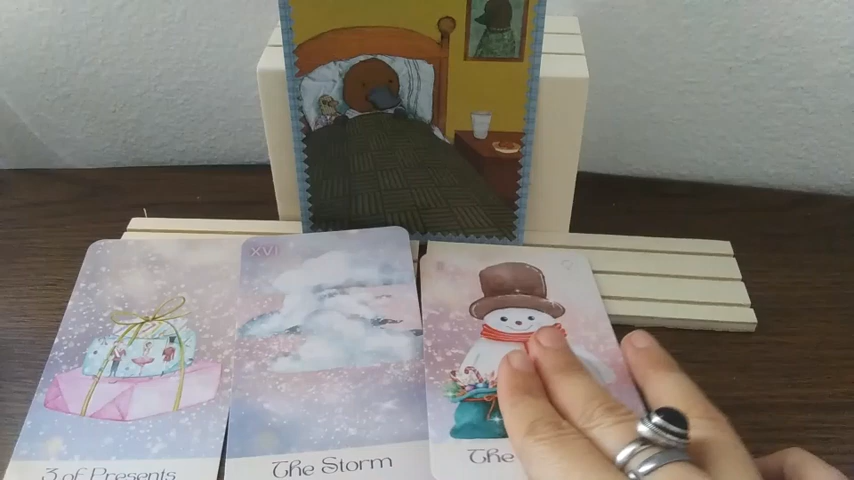 XVI
3 of Presents
The Storm
The